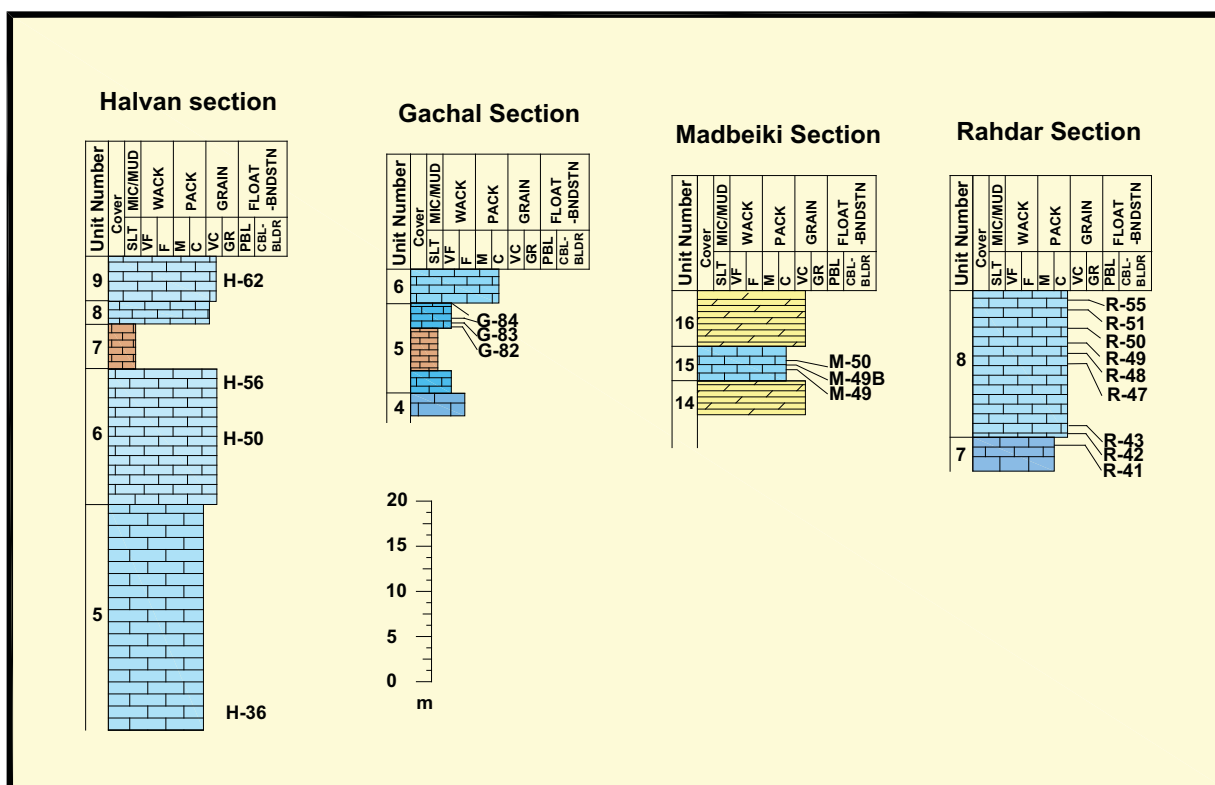 Halvan section
Unit Number
Cover
MIC/MUD
WACK
PACK
GRAIN
FLOAT
-BNDSTN
SLT
VF
F
M
C
VC
GR
PBL
CBL-
BLDR
9
H-62
8
7
H-56
6
H-50
5
H-36
Gachal Section
Unit Number
Cover
MIC/MUD
WACK
PACK
GRAIN
FLOAT
-BNDSTN
SLT
VF
F
M
C
VC
GR
PBL
CBL-
BLDR
6
G-84
G-83
G-82
5
4
20
15
10
5
0
m
Madbeiki Section
Unit Number
Cover
MIC/MUD
WACK
PACK
GRAIN
FLOAT
-BNDSTN
SLT
VF
F
M
C
VC
GR
PBL
CBL-
BLDR
16
15
M-50
M-49B
M-49
14
Rahdar Section
Unit Number
Cover
MIC/MUD
WACK
PACK
GRAIN
FLOAT
-BNDSTN
SLT
VF
F
M
C
VC
GR
PBL
CBL-
BLDR
8
R-55
R-51
R-50
R-49
R-48
R-47
R-43
R-42
R-41
7